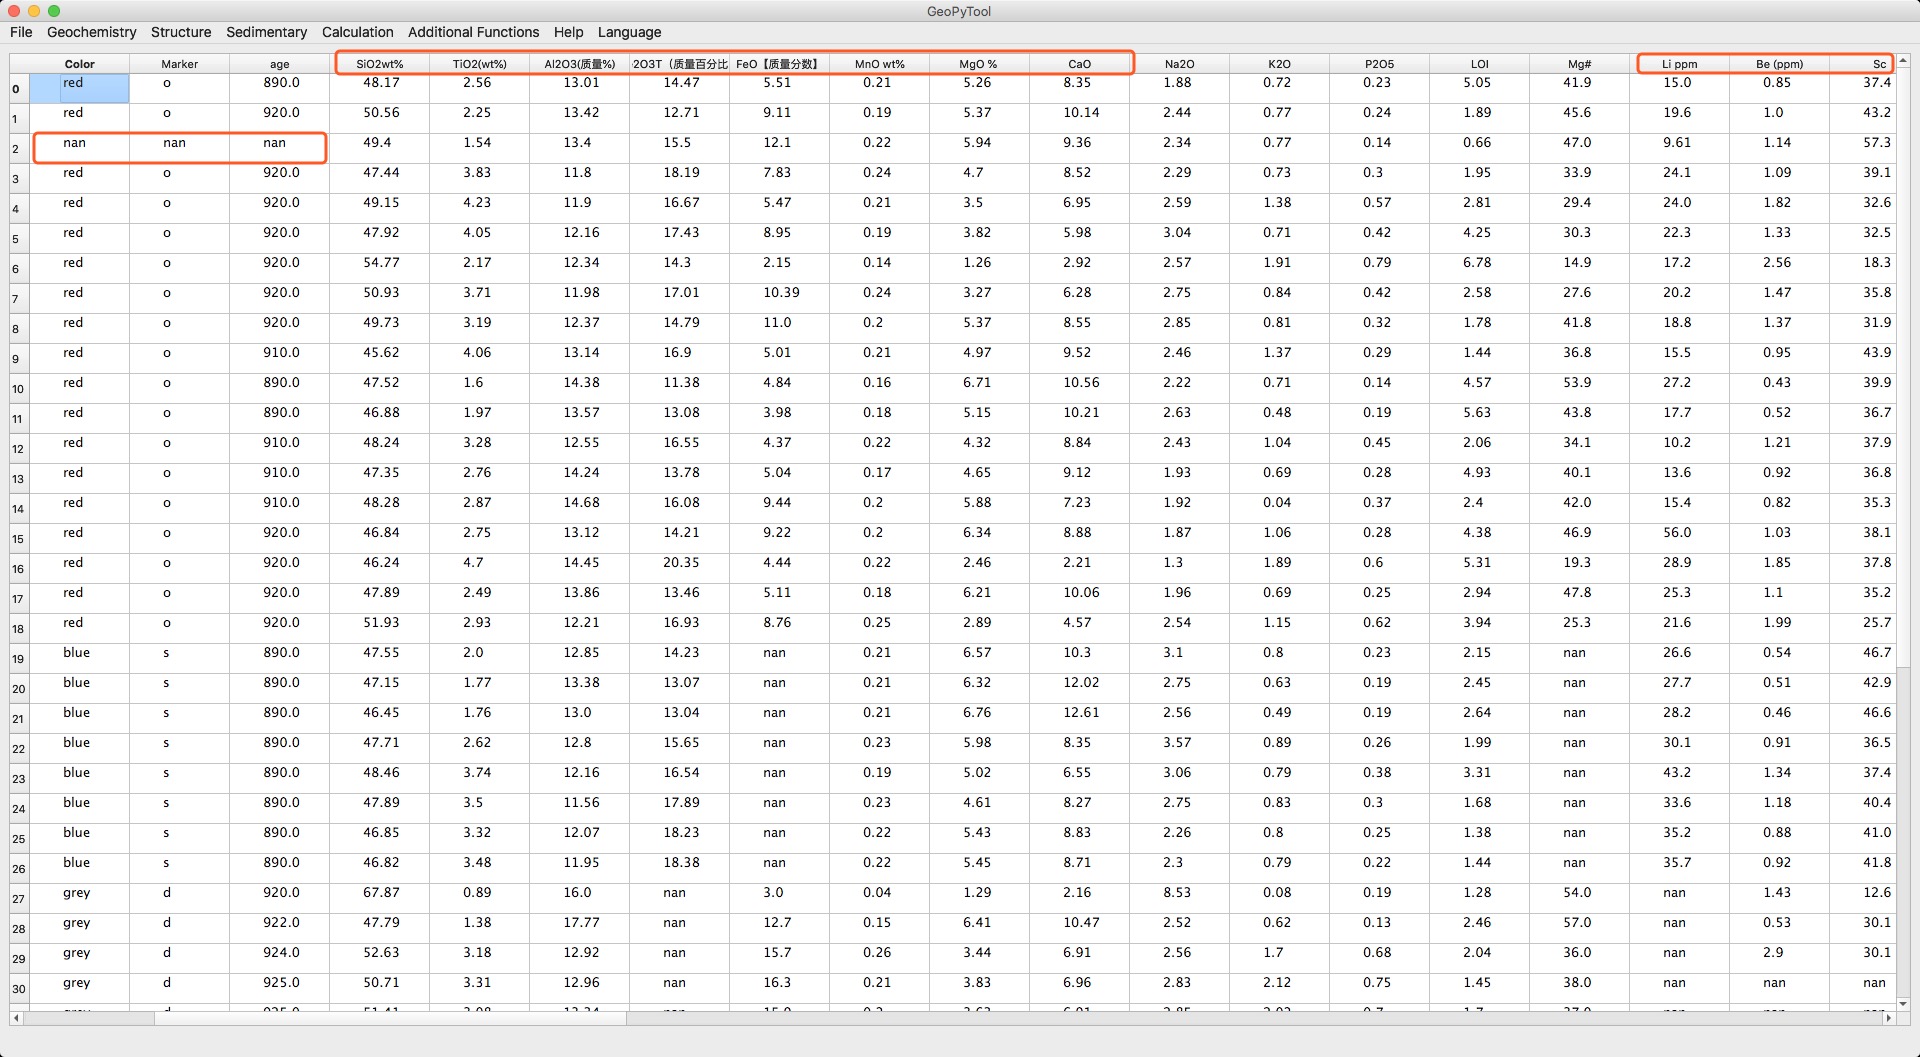 GeoPyTool
File Geochemistry Structure Sedimentary Calculation Additional Functions Help Language
Color Marker age SiO2wt% TiO2(wt%) Al2O3(质量%) 2O3T（质量百分比 FeO【质量分数】 MnO wt% MgO % CaO Na2O K2O P2O5 LOI Mg# Li ppm Be (ppm) Sc
0 red o 890.0 48.17 2.56 13.01 14.47 5.51 0.21 5.26 8.35 1.88 0.72 0.23 5.05 41.9 15.0 0.85 37.4
1 red o 920.0 50.56 2.25 13.42 12.71 9.11 0.19 5.37 10.14 2.44 0.77 0.24 1.89 45.6 19.6 1.0 43.2
2 nan nan nan 49.4 1.54 13.4 15.5 12.1 0.22 5.94 9.36 2.34 0.77 0.14 0.66 47.0 9.61 1.14 57.3
3 red o 920.0 47.44 3.83 11.8 18.19 7.83 0.24 4.7 8.52 2.29 0.73 0.3 1.95 33.9 24.1 1.09 39.1
4 red o 920.0 49.15 4.23 11.9 16.67 5.47 0.21 3.5 6.95 2.59 1.38 0.57 2.81 29.4 24.0 1.82 32.6
5 red o 920.0 47.92 4.05 12.16 17.43 8.95 0.19 3.82 5.98 3.04 0.71 0.42 4.25 30.3 22.3 1.33 32.5
6 red o 920.0 54.77 2.17 12.34 14.3 2.15 0.14 1.26 2.92 2.57 1.91 0.79 6.78 14.9 17.2 2.56 18.3
7 red o 920.0 50.93 3.71 11.98 17.01 10.39 0.24 3.27 6.28 2.75 0.84 0.42 2.58 27.6 20.2 1.47 35.8
8 red o 920.0 49.73 3.19 12.37 14.79 11.0 0.2 5.37 8.55 2.85 0.81 0.32 1.78 41.8 18.8 1.37 31.9
9 red o 910.0 45.62 4.06 13.14 16.9 5.01 0.21 4.97 9.52 2.46 1.37 0.29 1.44 36.8 15.5 0.95 43.9
10 red o 890.0 47.52 1.6 14.38 11.38 4.84 0.16 6.71 10.56 2.22 0.71 0.14 4.57 53.9 27.2 0.43 39.9
11 red o 890.0 46.88 1.97 13.57 13.08 3.98 0.18 5.15 10.21 2.63 0.48 0.19 5.63 43.8 17.7 0.52 36.7
12 red o 910.0 48.24 3.28 12.55 16.55 4.37 0.22 4.32 8.84 2.43 1.04 0.45 2.06 34.1 10.2 1.21 37.9
13 red o 910.0 47.35 2.76 14.24 13.78 5.04 0.17 4.65 9.12 1.93 0.69 0.28 4.93 40.1 13.6 0.92 36.8
14 red o 910.0 48.28 2.87 14.68 16.08 9.44 0.2 5.88 7.23 1.92 0.04 0.37 2.4 42.0 15.4 0.82 35.3
15 red o 920.0 46.84 2.75 13.12 14.21 9.22 0.2 6.34 8.88 1.87 1.06 0.28 4.38 46.9 56.0 1.03 38.1
16 red o 920.0 46.24 4.7 14.45 20.35 4.44 0.22 2.46 2.21 1.3 1.89 0.6 5.31 19.3 28.9 1.85 37.8
17 red o 920.0 47.89 2.49 13.86 13.46 5.11 0.18 6.21 10.06 1.96 0.69 0.25 2.94 47.8 25.3 1.1 35.2
18 red o 920.0 51.93 2.93 12.21 16.93 8.76 0.25 2.89 4.57 2.54 1.15 0.62 3.94 25.3 21.6 1.99 25.7
19 blue s 890.0 47.55 2.0 12.85 14.23 nan 0.21 6.57 10.3 3.1 0.8 0.23 2.15 nan 26.6 0.54 46.7
20 blue s 890.0 47.15 1.77 13.38 13.07 nan 0.21 6.32 12.02 2.75 0.63 0.19 2.45 nan 27.7 0.51 42.9
21 blue s 890.0 46.45 1.76 13.0 13.04 nan 0.21 6.76 12.61 2.56 0.49 0.19 2.64 nan 28.2 0.46 46.6
22 blue s 890.0 47.71 2.62 12.8 15.65 nan 0.23 5.98 8.35 3.57 0.89 0.26 1.99 nan 30.1 0.91 36.5
23 blue s 890.0 48.46 3.74 12.16 16.54 nan 0.19 5.02 6.55 3.06 0.79 0.38 3.31 nan 43.2 1.34 37.4
24 blue s 890.0 47.89 3.5 11.56 17.89 nan 0.23 4.61 8.27 2.75 0.83 0.3 1.68 nan 33.6 1.18 40.4
25 blue s 890.0 46.85 3.32 12.07 18.23 nan 0.22 5.43 8.83 2.26 0.8 0.25 1.38 nan 35.2 0.88 41.0
26 blue s 890.0 46.82 3.48 11.95 18.38 nan 0.22 5.45 8.71 2.3 0.79 0.22 1.44 nan 35.7 0.92 41.8
27 grey d 920.0 67.87 0.89 16.0 nan 3.0 0.04 1.29 2.16 8.53 0.08 0.19 1.28 54.0 nan 1.43 12.6
28 grey d 922.0 47.79 1.38 17.77 nan 12.7 0.15 6.41 10.47 2.52 0.62 0.13 2.46 57.0 nan 0.53 30.1
29 grey d 924.0 52.63 3.18 12.92 nan 15.7 0.26 3.44 6.91 2.56 1.7 0.68 2.04 36.0 nan 2.9 30.1
30 grey d 925.0 50.71 3.31 12.96 nan 16.3 0.21 3.83 6.96 2.83 2.12 0.75 1.45 38.0 nan nan nan